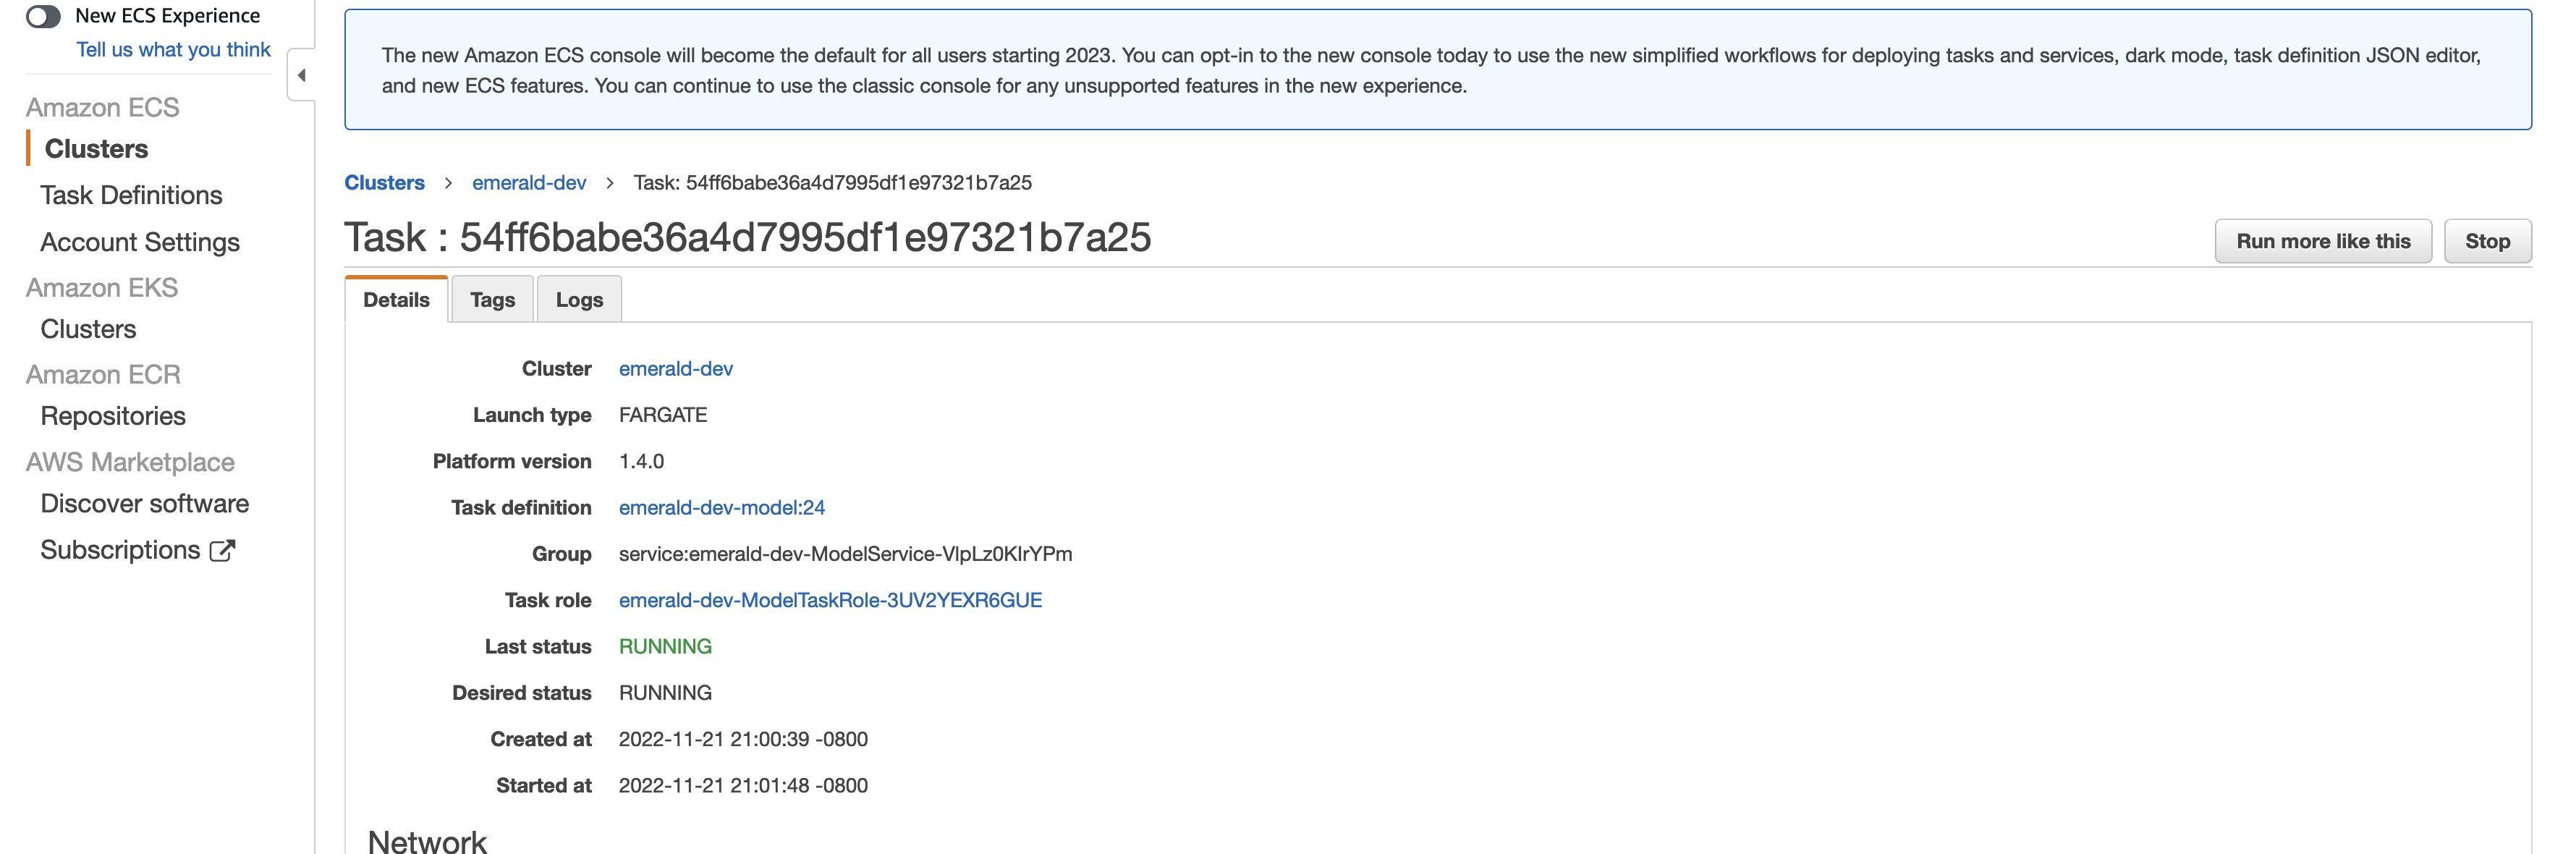 New ECS Experience
Tell us what you think
Amazon ECS
Clusters
Task Definitions
Account Settings
Amazon EKS
Clusters
Amazon ECR
Repositories
AWS Marketplace
Discover software
Subscriptions
The new Amazon ECS console will become the default for all users starting 2023. You can opt-in to the new console today to use the new simplified workflows for deploying tasks and services, dark mode, task definition JSON editor,
and new ECS features. You can continue to use the classic console for any unsupported features in the new experience.
Clusters > emerald-dev > Task: 54ff6babe36a4d7995df1e97321b7a25
Task : 54ff6babe36a4d7995df1e97321b7a25
Run more like this Stop
Details Tags Logs
Cluster emerald-dev
Launch type FARGATE
Platform version 1.4.0
Task definition emerald-dev-model:24
Group service:emerald-dev-ModelService-VlpLz0KIrYPm
Task role emerald-dev-ModelTaskRole-3UV2YEXR6GUE
Last status RUNNING
Desired status RUNNING
Created at 2022-11-21 21:00:39 -0800
Started at 2022-11-21 21:01:48 -0800
Network